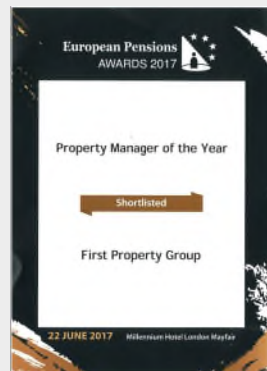 European Pensions
AWARDS 2017
Property Manager of the Year
Shortlisted
First Property Group
22 JUNE 2017 Millennium Hotel London Mayfair